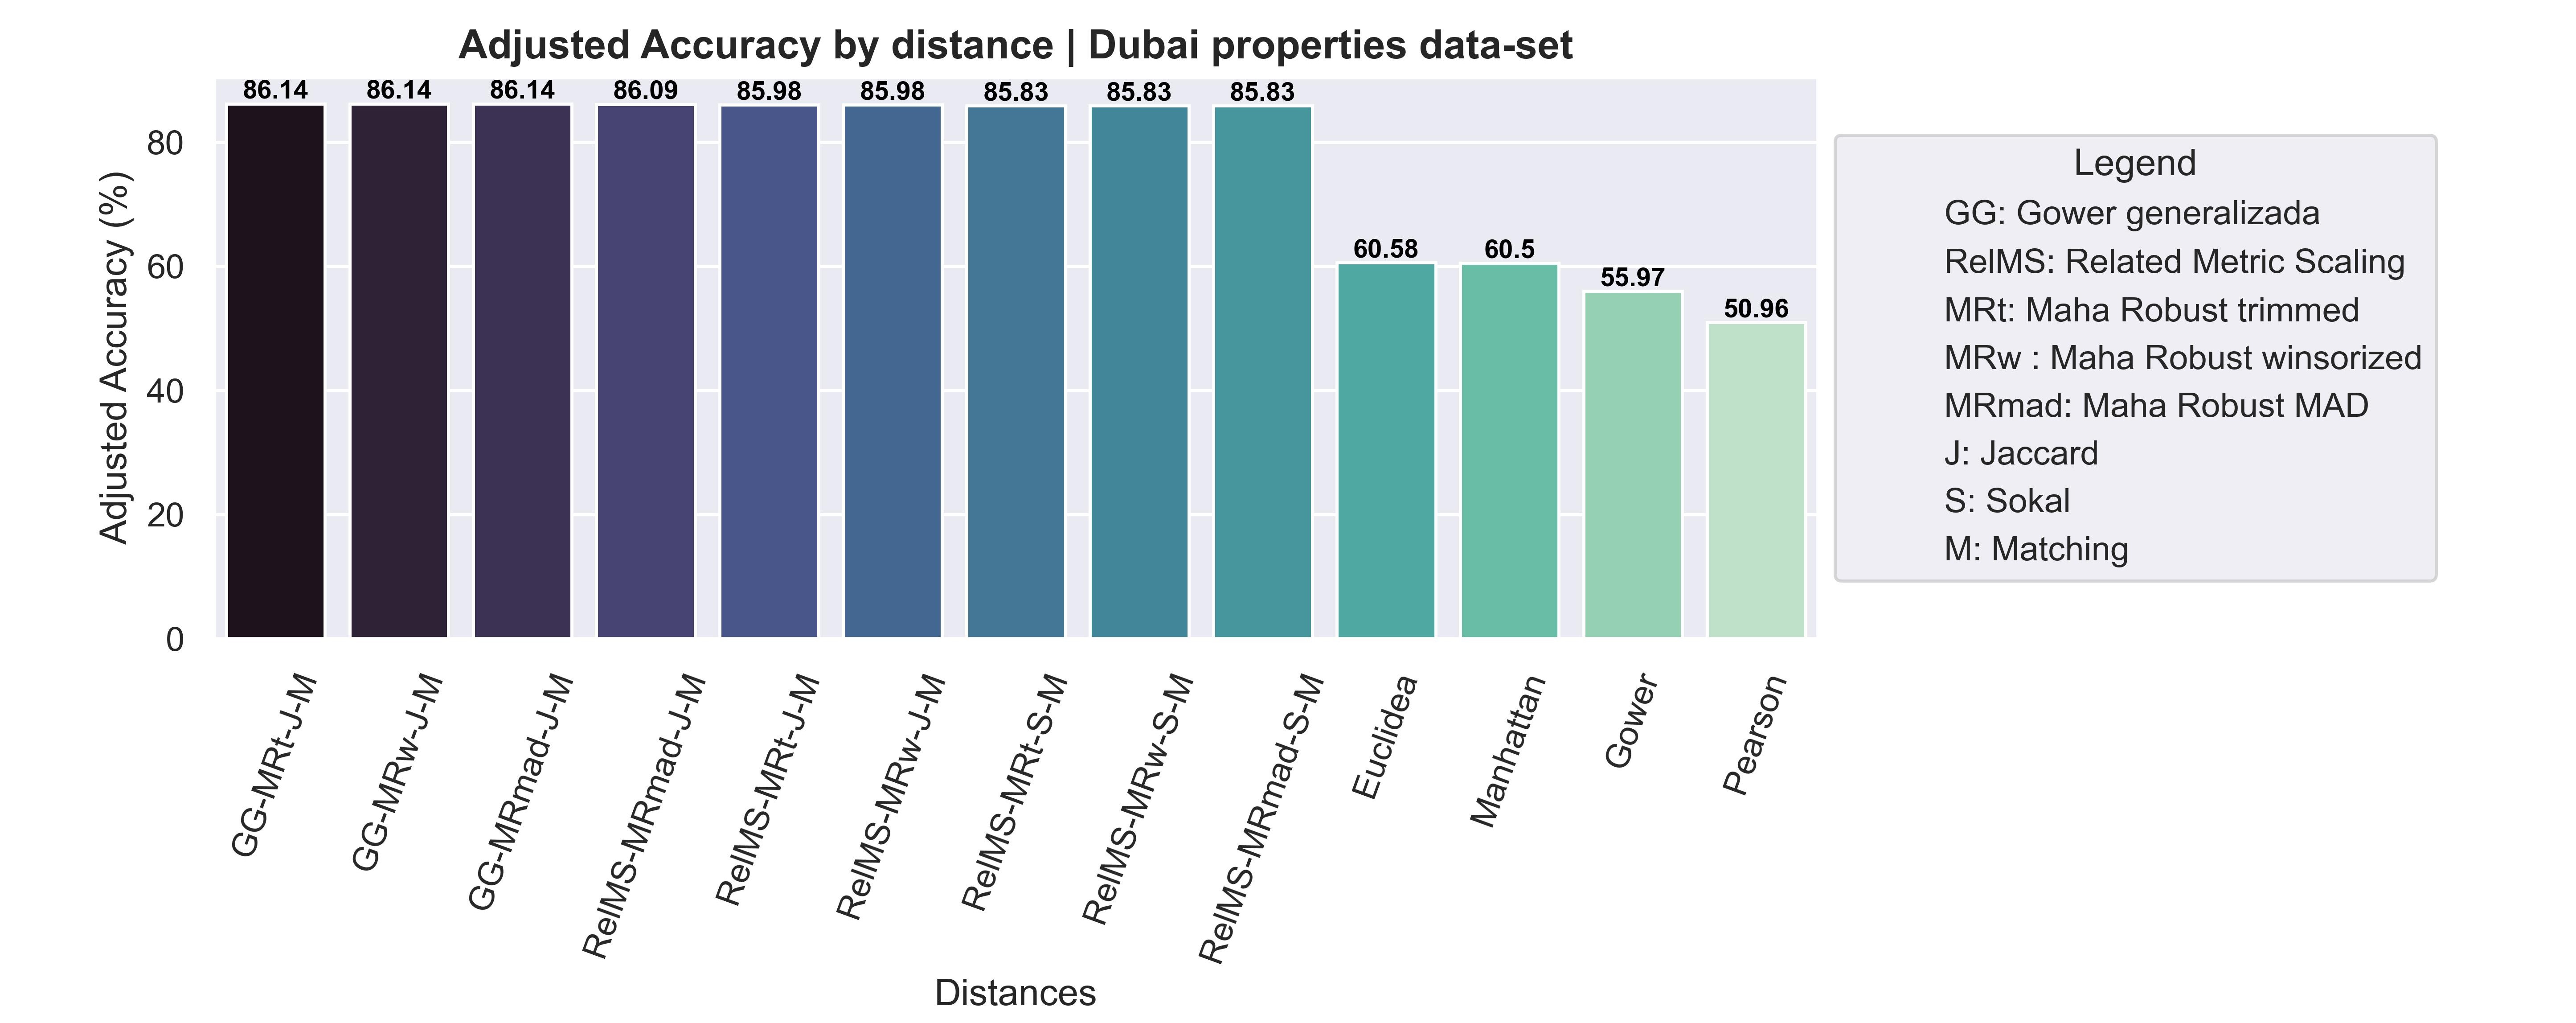 Adjusted Accuracy by distance | Dubai properties data-set
Adjusted Accuracy (%)
80
60
40
20
0
86.14
86.14
86.14
86.09
85.98
85.98
85.83
85.83
85.83
60.58
60.5
55.97
50.96
GG-MRt-J-M
GG-MRw-J-M
GG-MRmad-J-M
RelMS-MRmad-J-M
RelMS-MRt-J-M
RelMS-MRw-J-M
RelMS-MRt-S-M
RelMS-MRw-S-M
RelMS-MRmad-S-M
Euclidea
Manhattan
Gower
Pearson
Distances
Legend
GG: Gower generalizada
RelMS: Related Metric Scaling
MRt: Maha Robust trimmed
MRw : Maha Robust winsorized
MRmad: Maha Robust MAD
J: Jaccard
S: Sokal
M: Matching